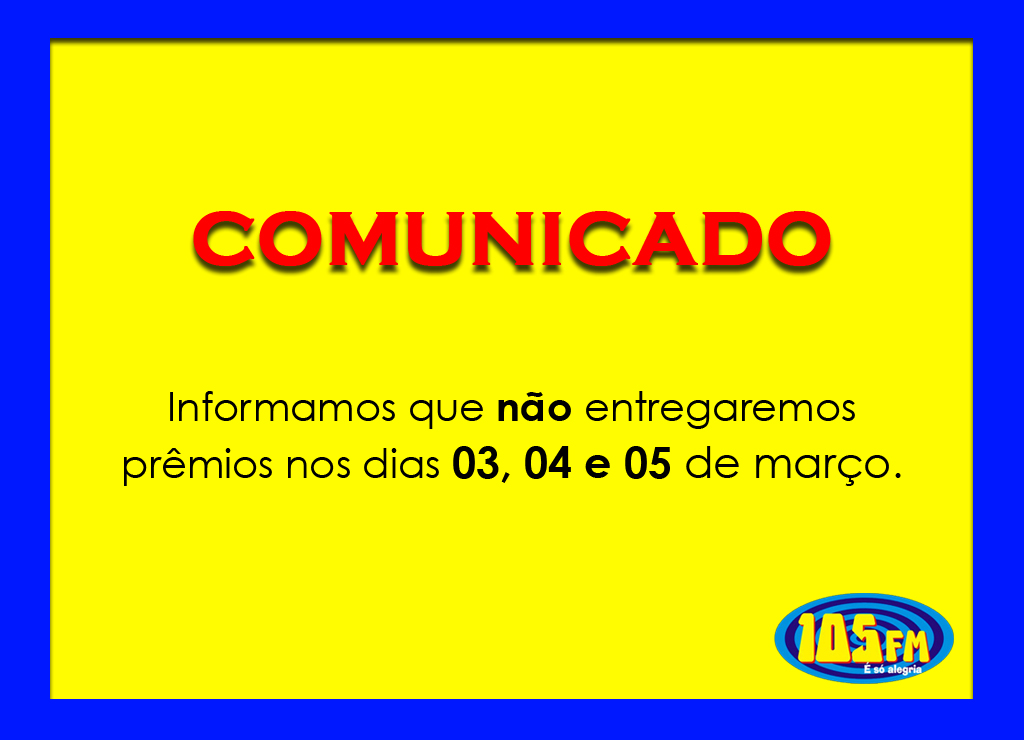 COMUNICADO
Informamos que não entregaremos
prêmios nos dias 03, 04 e 05 de março.
105 FM
É só alegria